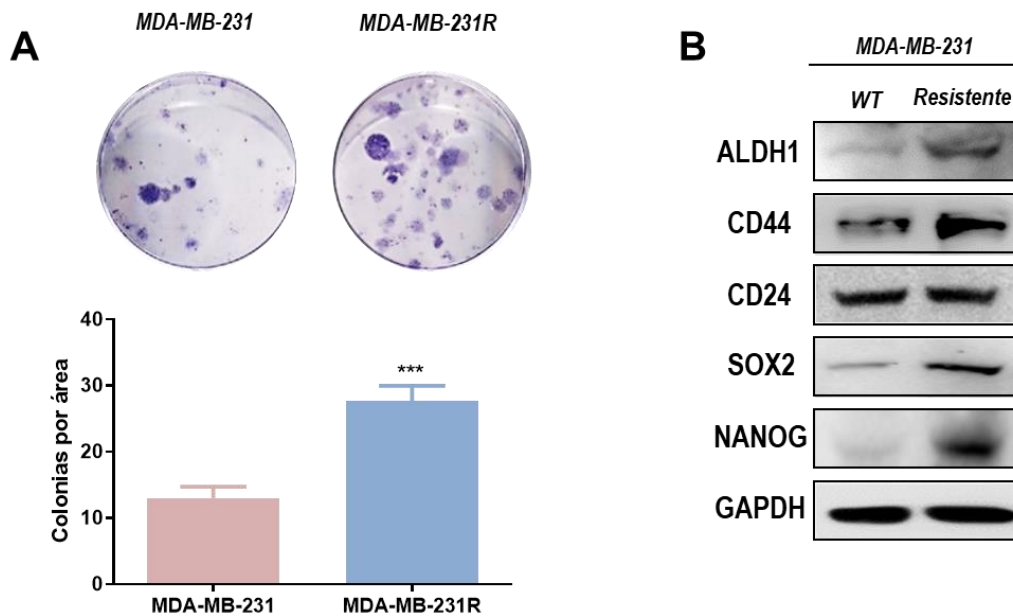 A
MDA-MB-231
MDA-MB-231R
40
30
20
10
0
Colonias por área
***
MDA-MB-231
MDA-MB-231R
B
MDA-MB-231
WT
Resistente
ALDH1
CD44
CD24
SOX2
NANOG
GAPDH